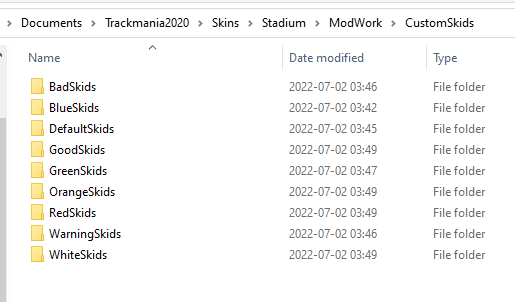 Documents > Trackmania2020 > Skins > Stadium > ModWork > CustomSkids
Name Date modified Type
BadSkids 2022-07-02 03:46 File folder
BlueSkids 2022-07-02 03:42 File folder
DefaultSkids 2022-07-02 03:45 File folder
GoodSkids 2022-07-02 03:49 File folder
GreenSkids 2022-07-02 03:47 File folder
OrangeSkids 2022-07-02 03:49 File folder
RedSkids 2022-07-02 03:49 File folder
WarningSkids 2022-07-02 03:46 File folder
WhiteSkids 2022-07-02 03:49 File folder